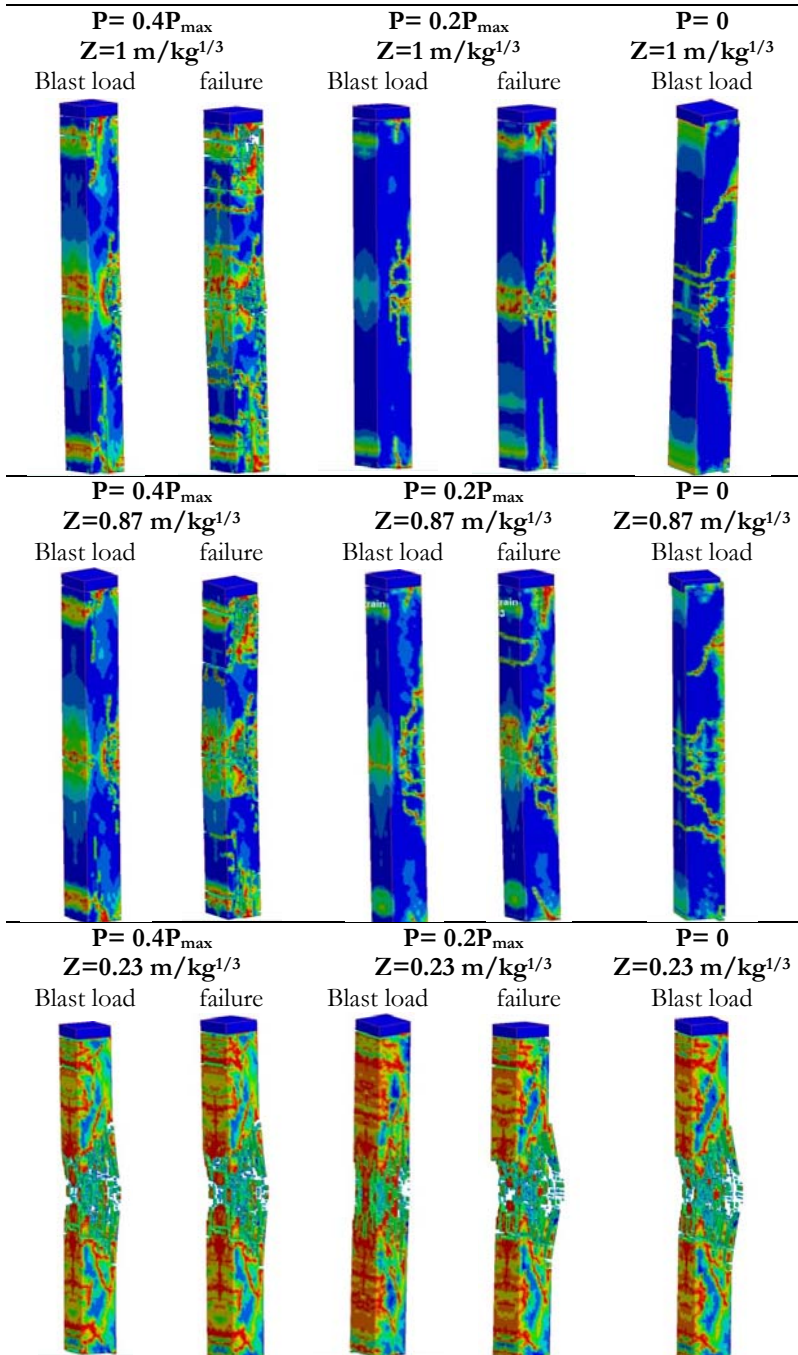 P= 0.4Pmax P= 0.2Pmax P= 0
Z=1 m/kg1/3 Z=1 m/kg1/3 Z=1 m/kg1/3
Blast load failure Blast load failure Blast load
P= 0.4Pmax P= 0.2Pmax P= 0
Z=0.87 m/kg1/3 Z=0.87 m/kg1/3 Z=0.87 m/kg1/3
Blast load failure Blast load failure Blast load
rain rain
3
P= 0.4Pmax P= 0.2Pmax P= 0
Z=0.23 m/kg1/3 Z=0.23 m/kg1/3 Z=0.23 m/kg1/3
Blast load failure Blast load failure Blast load